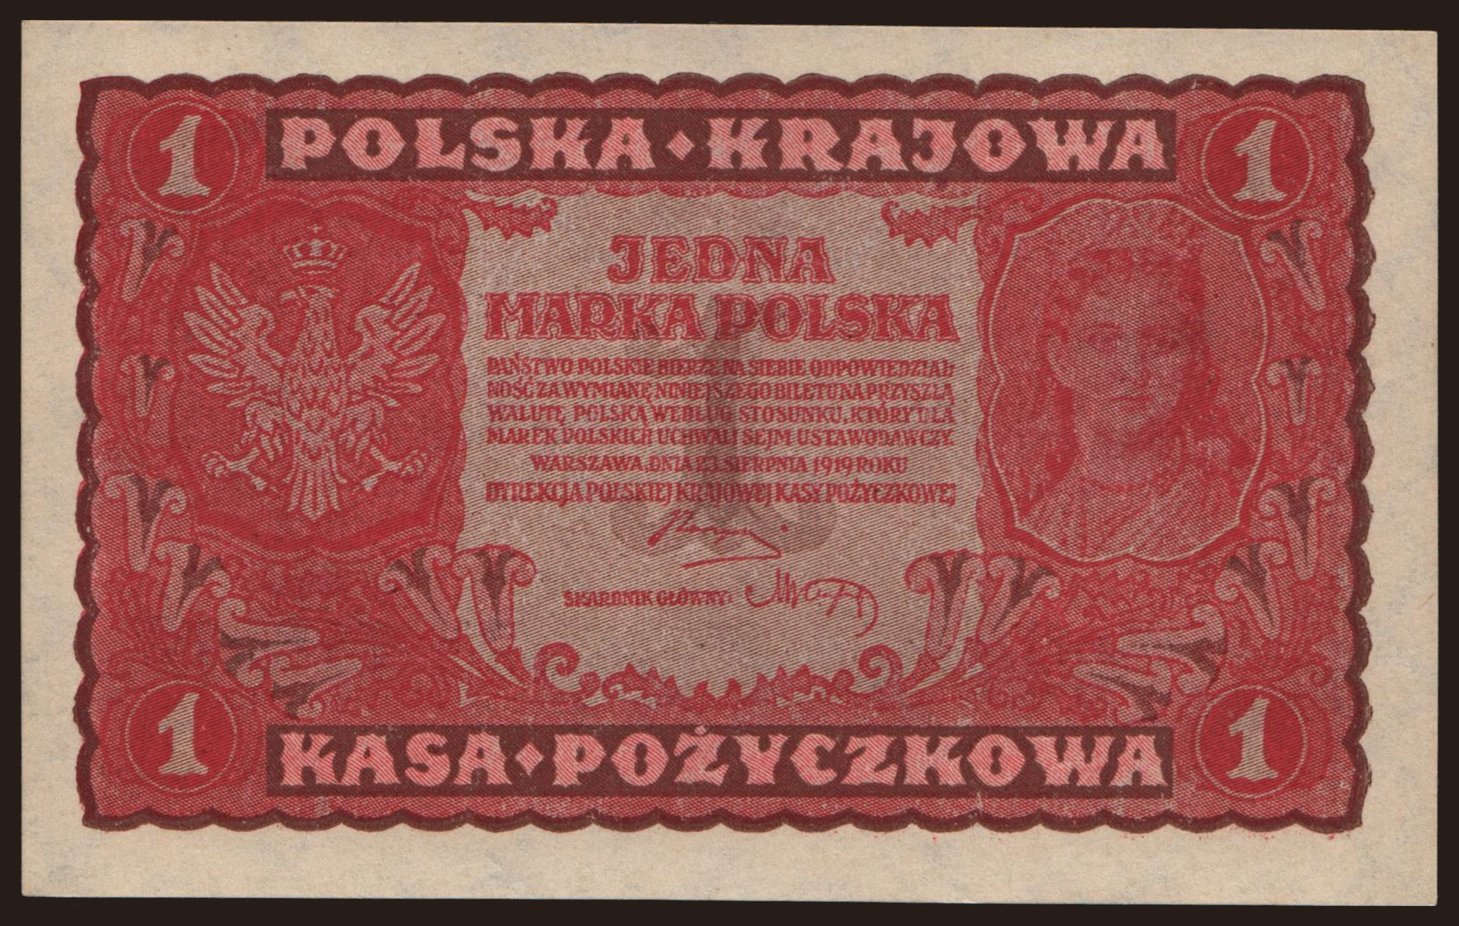 1 POLSKA ◆ KRAJOWA 1
JEDNA
MARKA POLSKA
PAŃSTWO POLSKIE BIERZE NA SIEBIE ODPOWIEDZIAL-
NOŚĆ ZA WYMIANĘ NINIEJSZEGO BILETU NA PRZYSZŁĄ
WALUTĘ POLSKĄ WEDŁUG STOSUNKU, KTÓRY DLA
MAREK POLSKICH UCHWALI SEJM USTAWODAWCZY.
WARSZAWA, DNIA 23 SIERPNIA 1919 ROKU
DYREKCJA POLSKIEJ KRAJOWEJ KASY POŻYCZKOWEJ
SKARBNIK GŁÓWNY:
1 KASA ◆ POŻYCZKOWA 1